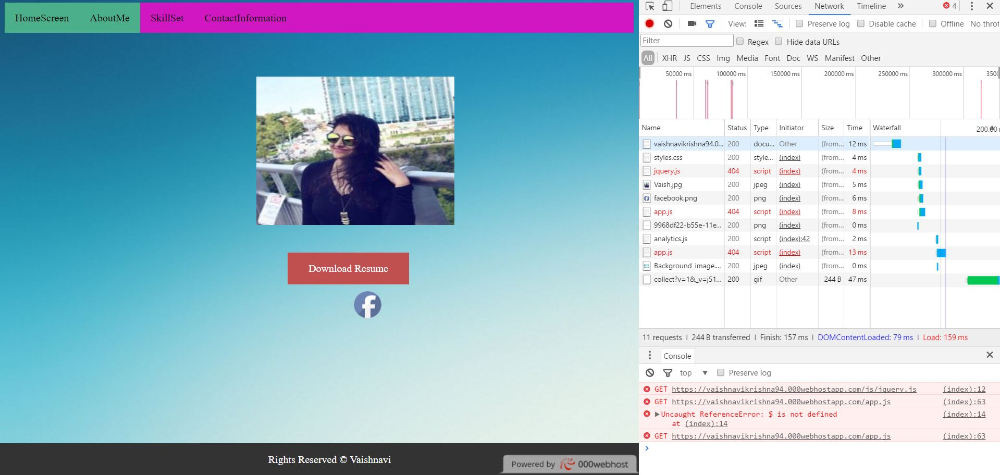 HomeScreen AboutMe SkillSet ContactInformation
Download Resume
Rights Reserved © Vaishnavi
Powered by 000webhost
Elements Console Sources Network Timeline » 4
View: Preserve log Disable cache Offline No throt
Filter Regex Hide data URLs
All XHR JS CSS Img Media Font Doc WS Manifest Other
50000 ms 100000 ms 150000 ms 200000 ms 250000 ms 300000 ms 3500
Name Status Type Initiator Size Time Waterfall 200.00
vaishnavikrishna94.0... 200 docu... Other (from... 12 ms
styles.css 200 style... (index) (from... 4 ms
jquery.js 404 script (index) (from... 4 ms
Vaish.jpg 200 jpeg (index) (from... 5 ms
facebook.png 200 png (index) (from... 6 ms
app.js 404 script (index) (from... 8 ms
9968df22-b55e-11e... 200 png (index) (from... 0 ms
analytics.js 200 script (index):42 (from... 2 ms
app.js 404 script (index) (from... 13 ms
Background_image.... 200 jpeg (index) (from... 0 ms
collect?v=1&_v=j51... 200 gif Other 244 B 47 ms
11 requests | 244 B transferred | Finish: 157 ms | DOMContentLoaded: 79 ms | Load: 159 ms
Console
top Preserve log
GET https://vaishnavikrishna94.000webhostapp.com/js/jquery.js (index):12
GET https://vaishnavikrishna94.000webhostapp.com/app.js (index):63
Uncaught ReferenceError: $ is not defined (index):14
at (index):14
GET https://vaishnavikrishna94.000webhostapp.com/app.js (index):63